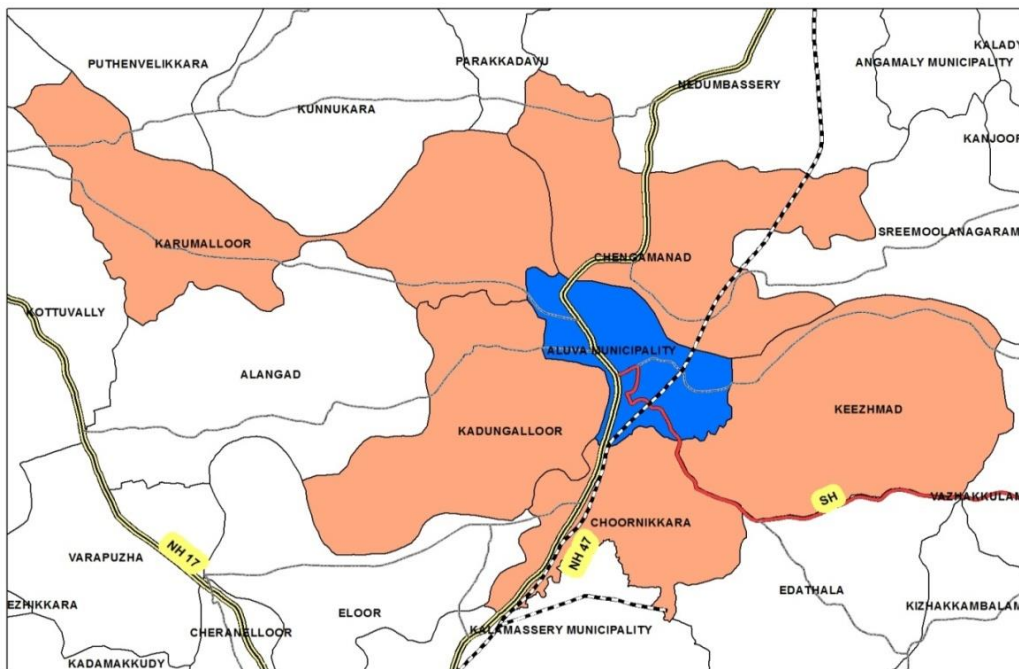 KALADY
PUTHENVELIKKARA
PARAKKADAVU
ANGAMALY MUNICIPALITY
NEDUMBASSERY
KUNNUKARA
KANJOOR
SREEMOOLANAGARAM
KARUMALLOOR
CHENGAMANAD
KOTTUVALLY
ALUVA MUNICIPALITY
ALANGAD
KEEZHMAD
KADUNGALLOOR
SH
VAZHAKKULAM
CHOORNIKKARA
NH 17
NH 47
VARAPUZHA
EDATHALA
EZHIKKARA
ELOOR
KIZHAKKAMBALAM
CHERANELLOOR
KALAMASSERY MUNICIPALITY
KADAMAKKUDY